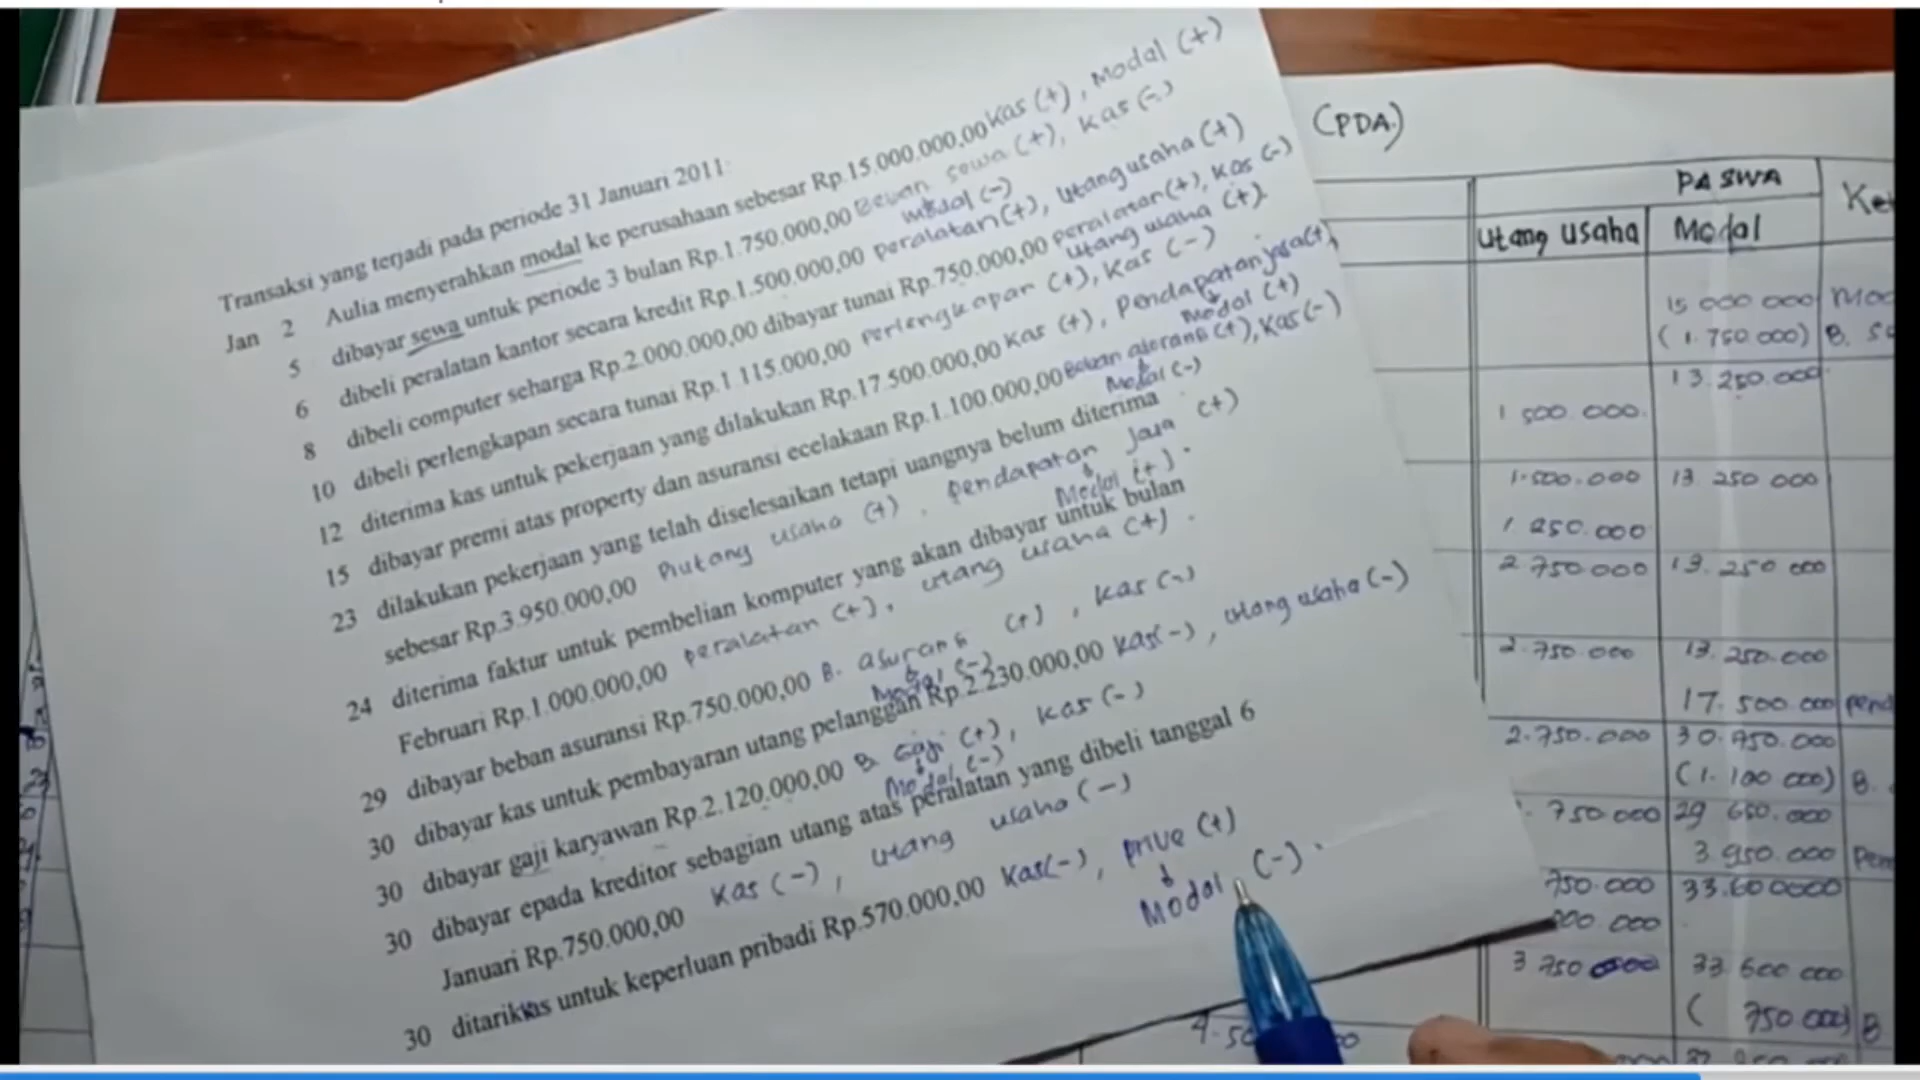 Transaksi yang terjadi pada periode 31 Januari 2011:
Jan 2 Aulia menyerahkan modal ke perusahaan sebesar Rp.15.000.000,00 Kas (+), Modal (+)
5 dibayar sewa untuk periode 3 bulan Rp.1.750.000,00 Beban sewa (+), Kas (-)
modal (-)
6 dibeli peralatan kantor secara kredit Rp.1.500.000,00 peralatan (+), Utang usaha (+)
8 dibeli computer seharga Rp.2.000.000,00 dibayar tunai Rp.750.000,00 peralatan (+), Kas (-)
utang usaha (+)
10 dibeli perlengkapan secara tunai Rp.1.115.000,00 Perlengkapan (+), Kas (-)
12 diterima kas untuk pekerjaan yang dilakukan Rp.17.500.000,00 Kas (+), Pendapatan jasa (+),
Modal (+)
15 dibayar premi atas property dan asuransi ecelakaan Rp.1.100.000,00 Beban asuransi (+), Kas (-)
Modal (-)
23 dilakukan pekerjaan yang telah diselesaikan tetapi uangnya belum diterima
sebesar Rp.3.950.000,00 Piutang usaha (+), pendapatan jasa (+)
Modal (+).
24 diterima faktur untuk pembelian komputer yang akan dibayar untuk bulan
Februari Rp.1.000.000,00 peralatan (+), utang usaha (+).
29 dibayar beban asuransi Rp.750.000,00 B. asuransi (+), Kas (-)
Modal (-)
30 dibayar kas untuk pembayaran utang pelanggan Rp.2.230.000,00 Kas (-), utang usaha (-)
30 dibayar gaji karyawan Rp.2.120.000,00 B. Gaji (+), Kas (-)
Modal (-)
30 dibayar epada kreditor sebagian utang atas peralatan yang dibeli tanggal 6
Januari Rp.750.000,00 Kas (-), utang usaha (-)
30 ditarik kas untuk keperluan pribadi Rp.570.000,00 Kas (-), prive (+)
Modal (-).
(PDA)
PASIVA
Utang usaha Modal Ket
15 000 000 Mod
(1.750 000) B. S
13.250.000
1 500 000.
1.500.000 13 250 000
1 250.000
2 750 000 13.250 000
2.750.000 13.250.000
17.500.000 pend
2.750.000 30.750.000
(1.100 000) B.
750.000 29 650.000
3.950.000
750.000 33.600000
000
3 750 000 33 600 000
( 750 000) B